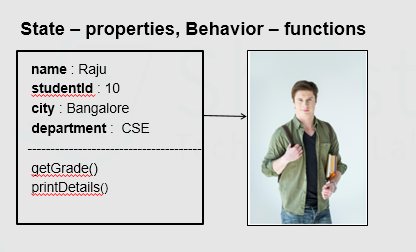 State – properties, Behavior – functions
name : Raju
studentId : 10
city : Bangalore
department :  CSE
getGrade()
printDetails()